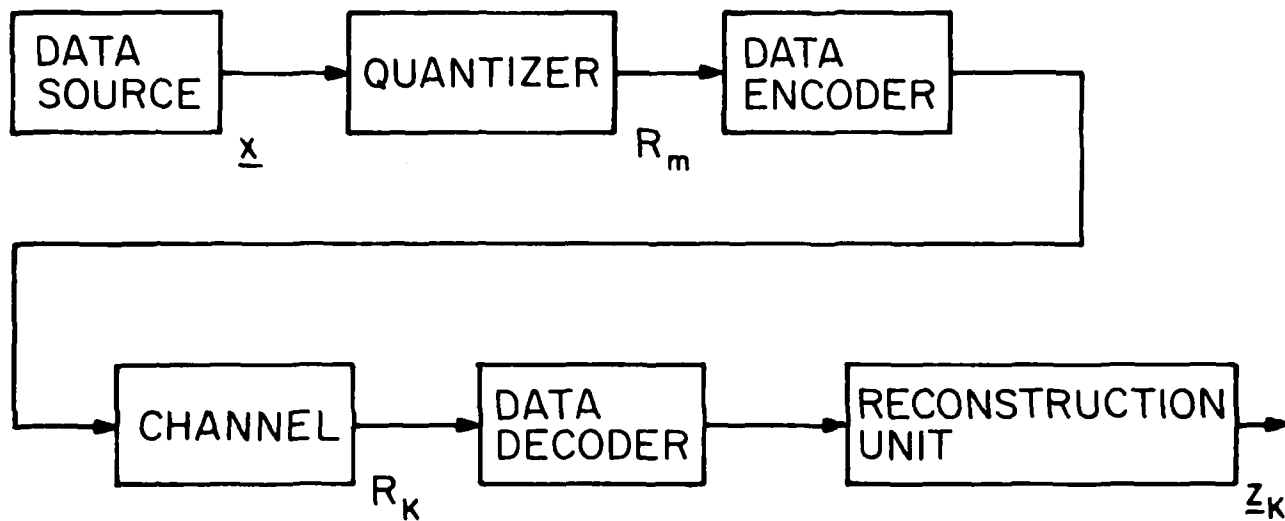 DATA
SOURCE
QUANTIZER
DATA
ENCODER
x
R_m
CHANNEL
DATA
DECODER
RECONSTRUCTION
UNIT
R_K
z_K